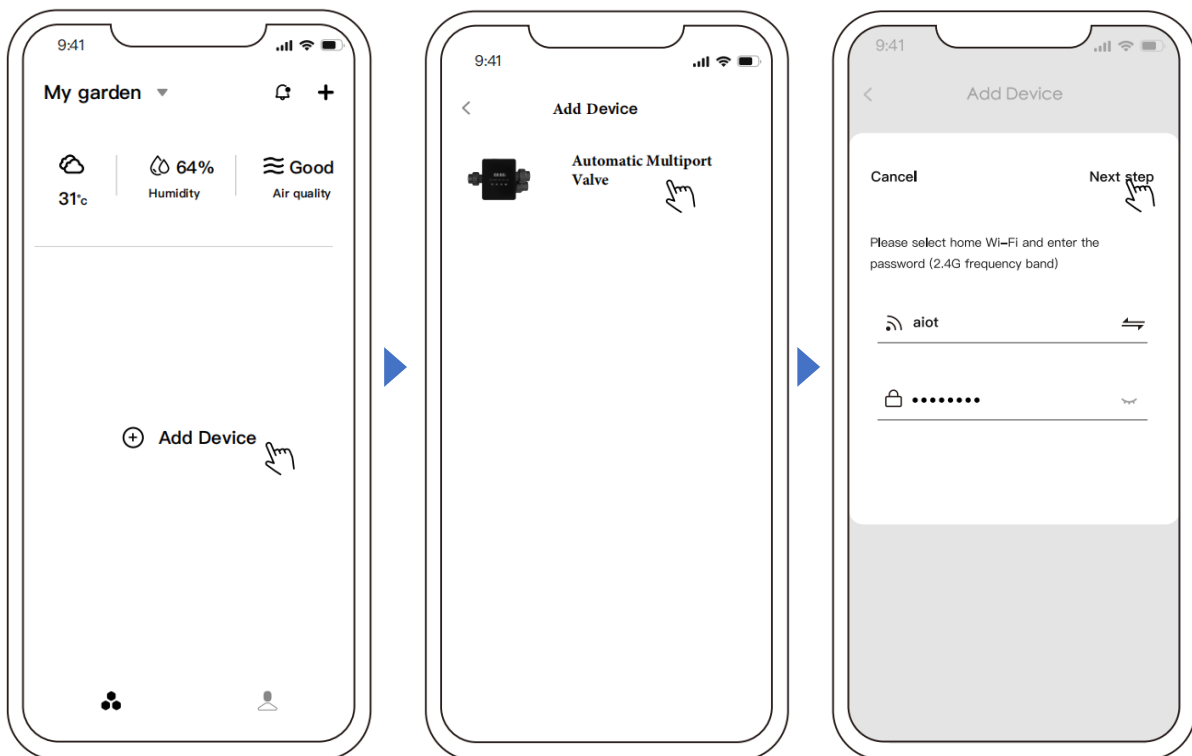 9:41
My garden
31°c
64%
Humidity
Good
Air quality
Add Device
9:41
Add Device
Automatic Multiport
Valve
9:41
Add Device
Cancel
Next step
Please select home Wi-Fi and enter the
password (2.4G frequency band)
aiot